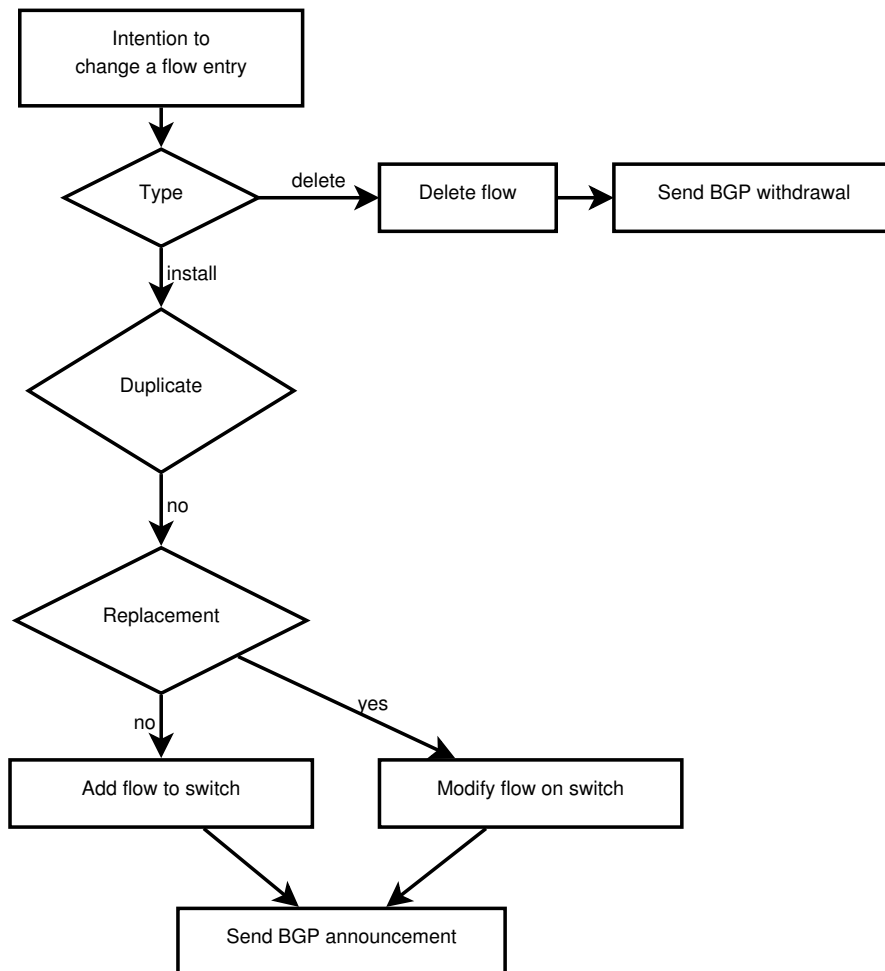 Intention to
change a flow entry
Type
delete
Delete flow
Send BGP withdrawal
install
Duplicate
no
Replacement
no
yes
Add flow to switch
Modify flow on switch
Send BGP announcement